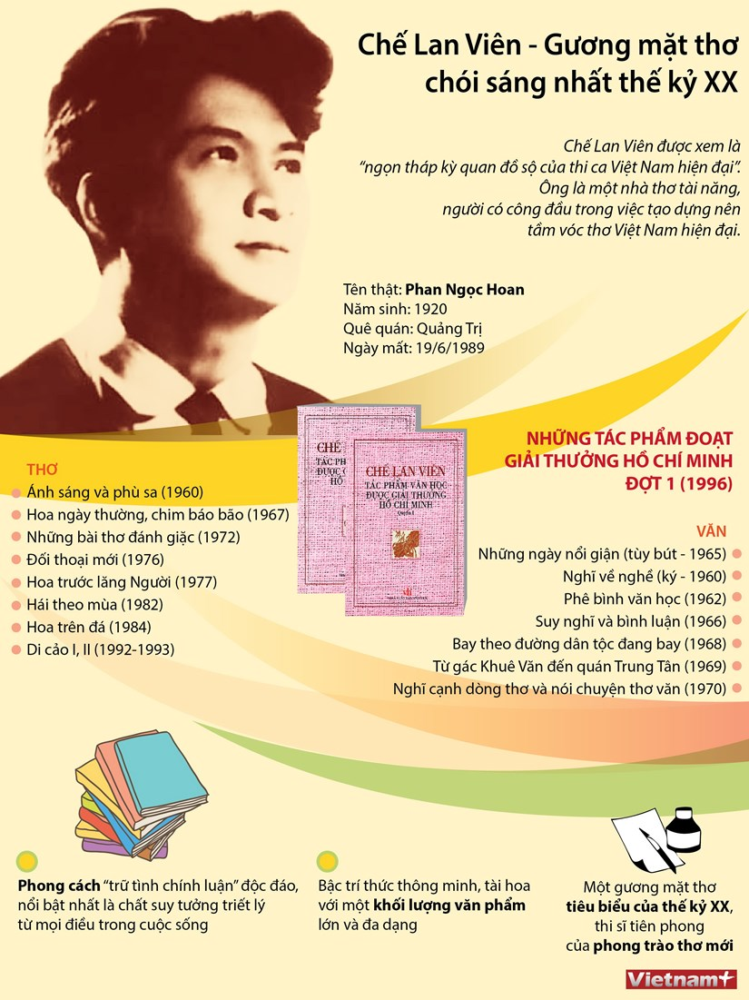 Chế Lan Viên - Gương mặt thơ
chói sáng nhất thế kỷ XX
Chế Lan Viên được xem là
“ngọn tháp kỳ quan đồ sộ của thi ca Việt Nam hiện đại”.
Ông là một nhà thơ tài năng,
người có công đầu trong việc tạo dựng nên
tầm vóc thơ Việt Nam hiện đại.
Tên thật: Phan Ngọc Hoan
Năm sinh: 1920
Quê quán: Quảng Trị
Ngày mất: 19/6/1989
THƠ
Ánh sáng và phù sa (1960)
Hoa ngày thường, chim báo bão (1967)
Những bài thơ đánh giặc (1972)
Đối thoại mới (1976)
Hoa trước lăng Người (1977)
Hái theo mùa (1982)
Hoa trên đá (1984)
Di cảo I, II (1992-1993)
CHẾ
TÁC PH
ĐƯỢC
HỒ
CHẾ LAN VIÊN
TÁC PHẨM VĂN HỌC
ĐƯỢC GIẢI THƯỞNG
HỒ CHÍ MINH
Quyển I
NHỮNG TÁC PHẨM ĐOẠT
GIẢI THƯỞNG HỒ CHÍ MINH
ĐỢT 1 (1996)
VĂN
Những ngày nổi giận (tùy bút - 1965)
Nghĩ về nghề (ký - 1960)
Phê bình văn học (1962)
Suy nghĩ và bình luận (1966)
Bay theo đường dân tộc đang bay (1968)
Từ gác Khuê Văn đến quán Trung Tân (1969)
Nghĩ cạnh dòng thơ và nói chuyện thơ văn (1970)
Phong cách “trữ tình chính luận” độc đáo,
nổi bật nhất là chất suy tưởng triết lý
từ mọi điều trong cuộc sống
Bậc trí thức thông minh, tài hoa
với một khối lượng văn phẩm
lớn và đa dạng
Một gương mặt thơ
tiêu biểu của thế kỷ XX,
thi sĩ tiên phong
của phong trào thơ mới
Vietnam+